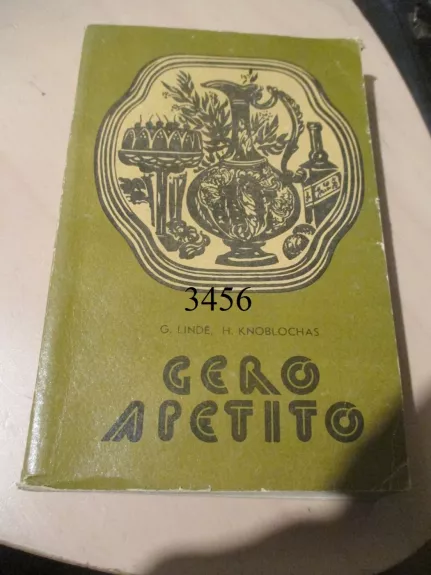 3456
G. LINDE, H. KNOBLOCHAS
GERO
APETITO